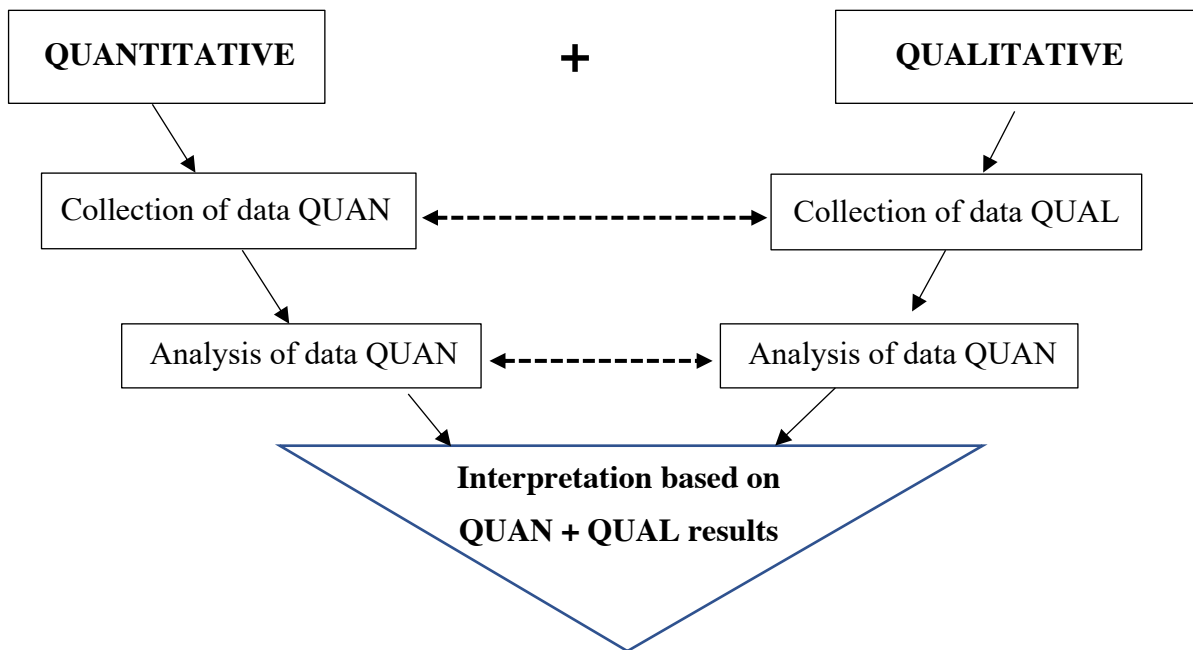 QUANTITATIVE
+
QUALITATIVE
Collection of data QUAN
Collection of data QUAL
Analysis of data QUAN
Analysis of data QUAN
Interpretation based on
QUAN + QUAL results